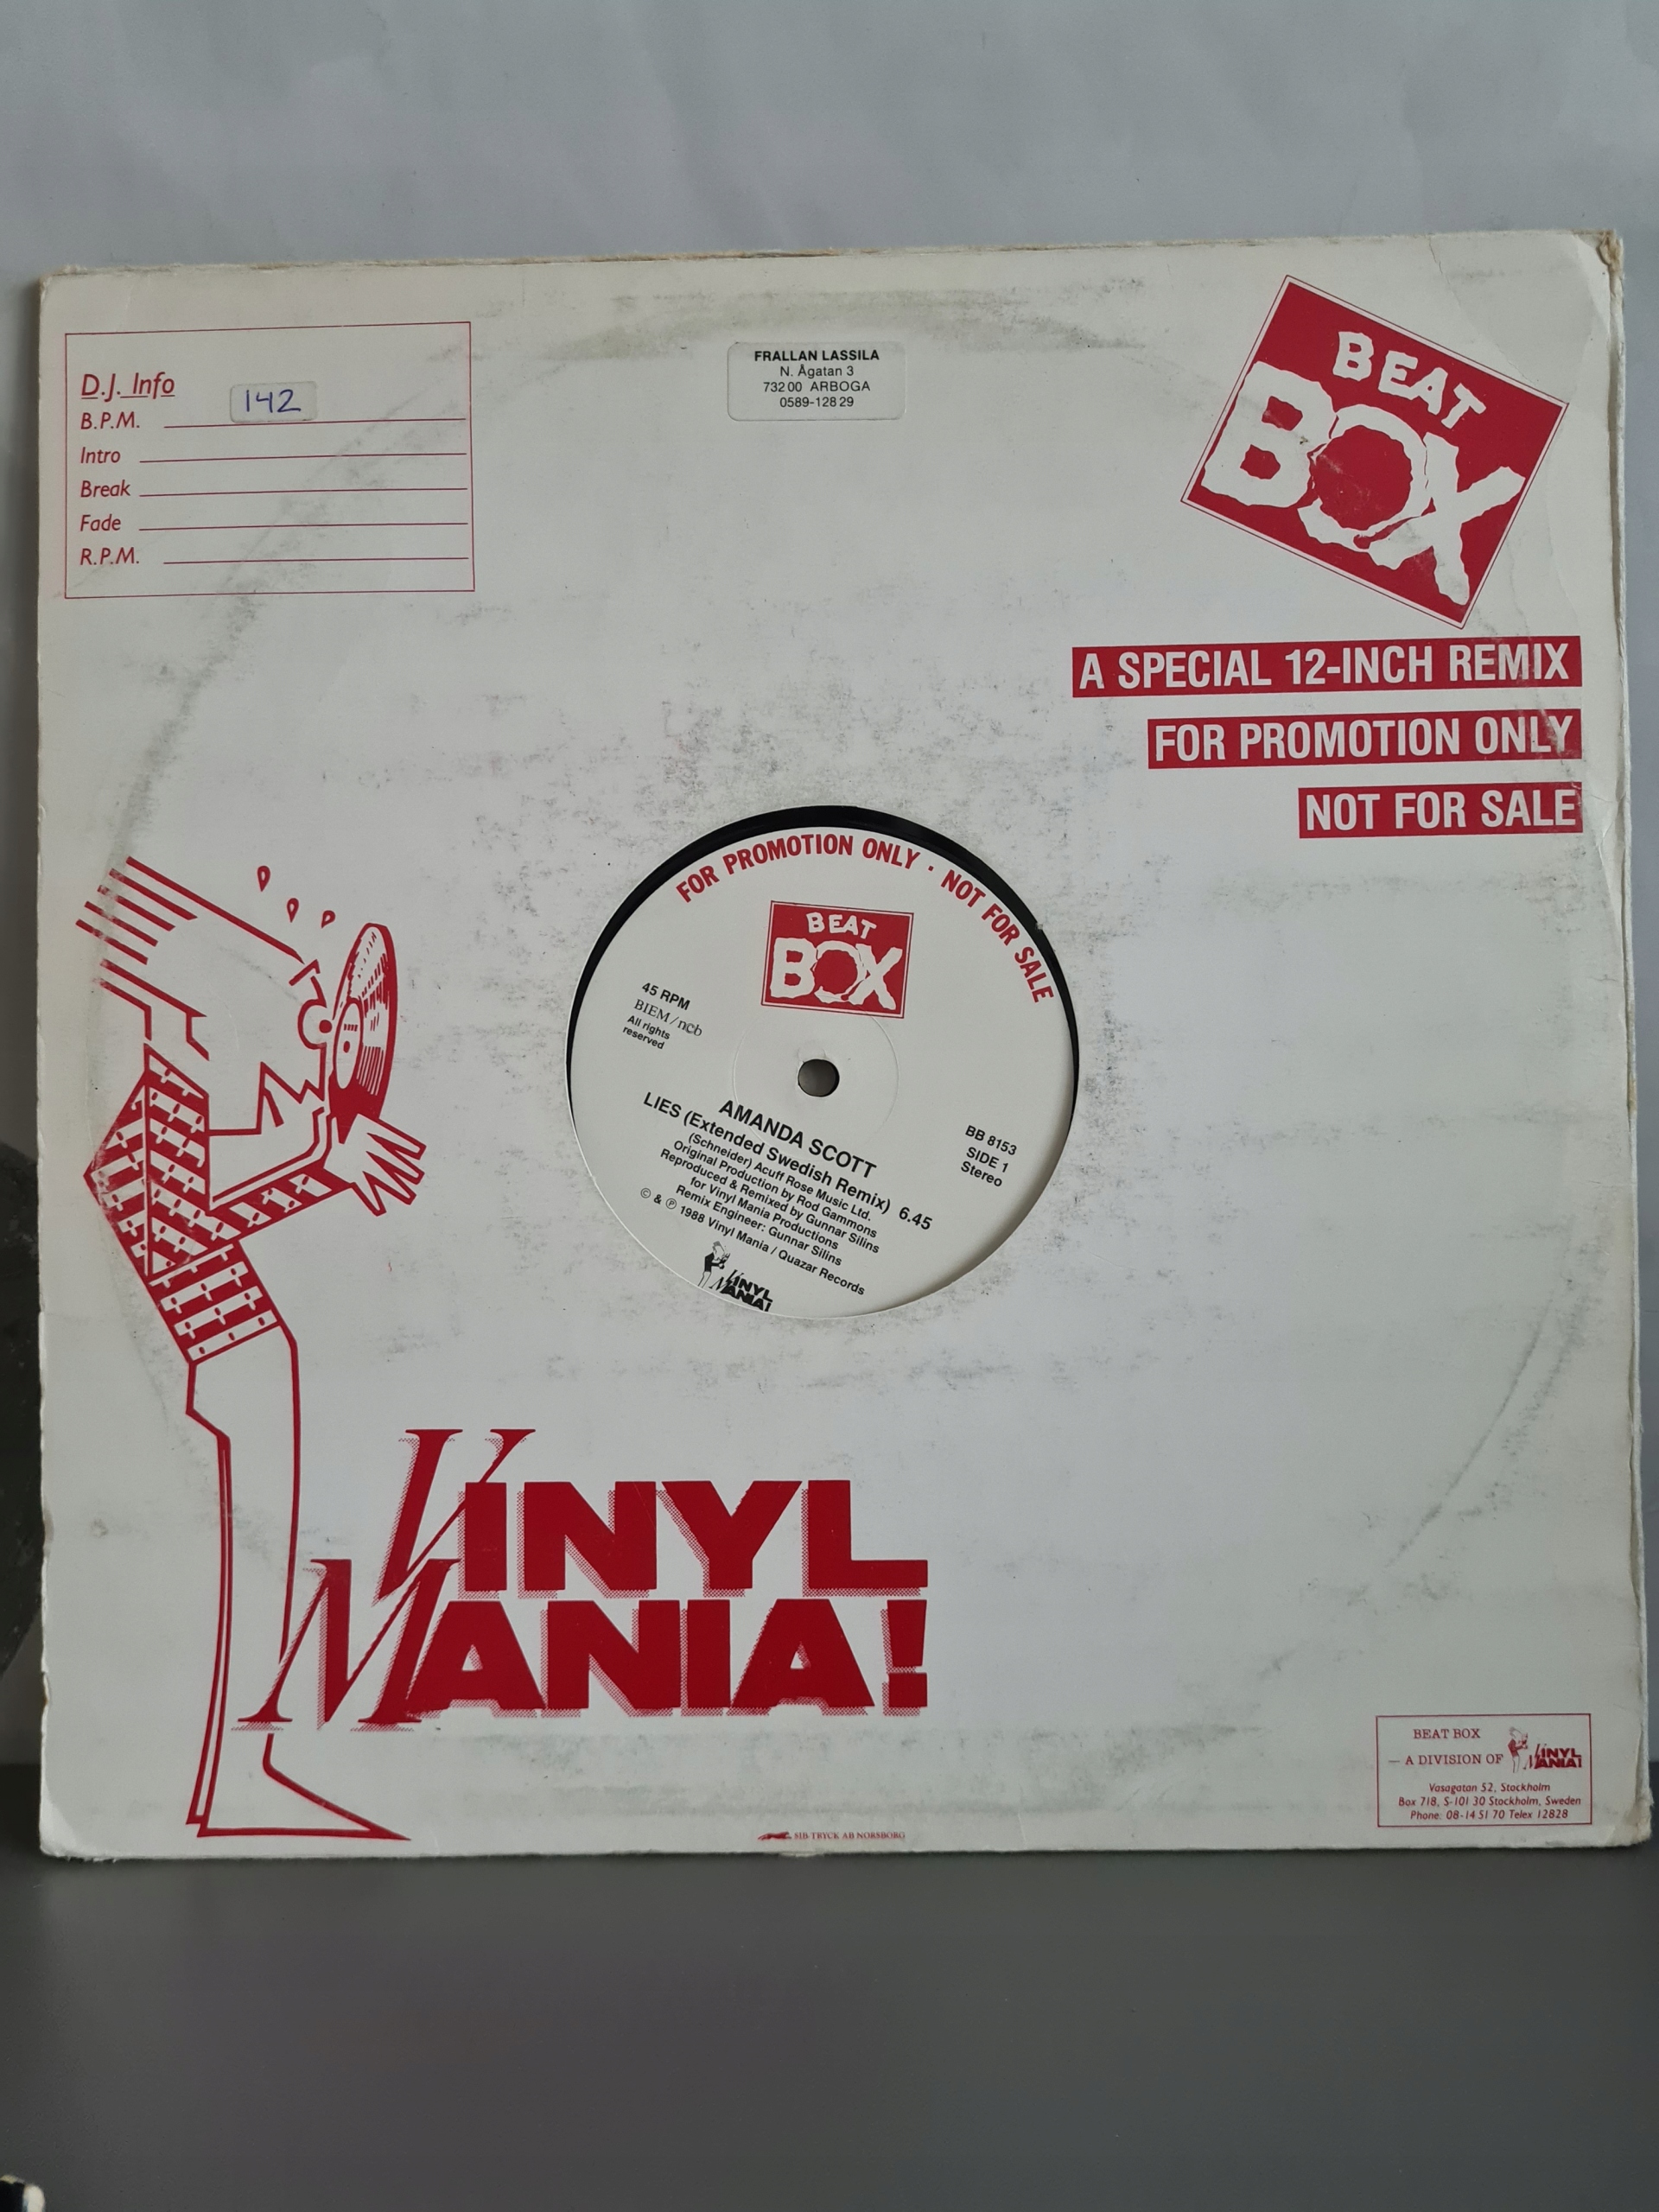 D.J. Info
B.P.M. 142
Intro
Break
Fade
R.P.M.
FRALLAN LASSILA
N. Ågatan 3
732 00 ARBOGA
0589-128 29
BEAT
BOX
A SPECIAL 12-INCH REMIX
FOR PROMOTION ONLY
NOT FOR SALE
FOR PROMOTION ONLY · NOT FOR SALE
BEAT
BOX
45 RPM
BIEM/ncb
All rights
reserved
BB 8153
SIDE 1
Stereo
AMANDA SCOTT
LIES (Extended Swedish Remix) 6.45
(Schneider) Acuff Rose Music Ltd.
Original Production by Rod Gammons
Reproduced & Remixed by Gunnar Silins
for Vinyl Mania Productions
Remix Engineer: Gunnar Silins
© & ℗ 1988 Vinyl Mania / Quazar Records
VINYL
MANIA!
VINYL
MANIA!
BEAT BOX
— A DIVISION OF VINYL MANIA!
Vasagatan 52, Stockholm
Box 718, S-101 30 Stockholm, Sweden
Phone: 08-14 51 70 Telex 12828
SIB-TRYCK AB NORSBORG